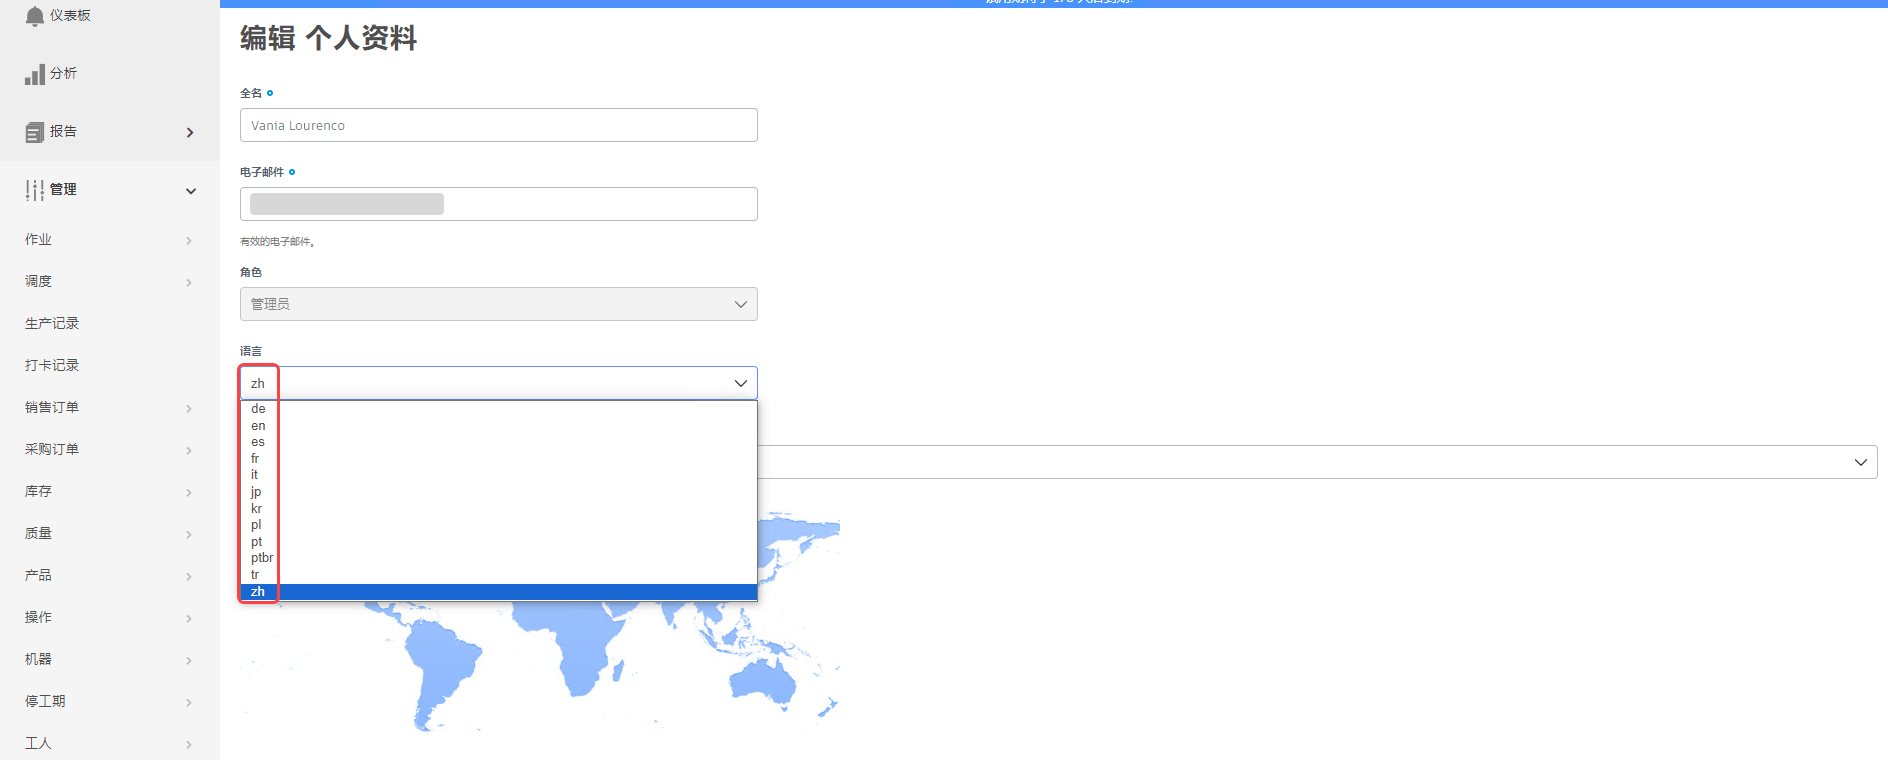 仪表板
分析
报告
管理
作业
调度
生产记录
打卡记录
销售订单
采购订单
库存
质量
产品
操作
机器
停工期
工人
编辑 个人资料
全名
Vania Lourenco
电子邮件
有效的电子邮件。
角色
管理员
语言
zh
de
en
es
fr
it
jp
kr
pl
pt
ptbr
tr
zh